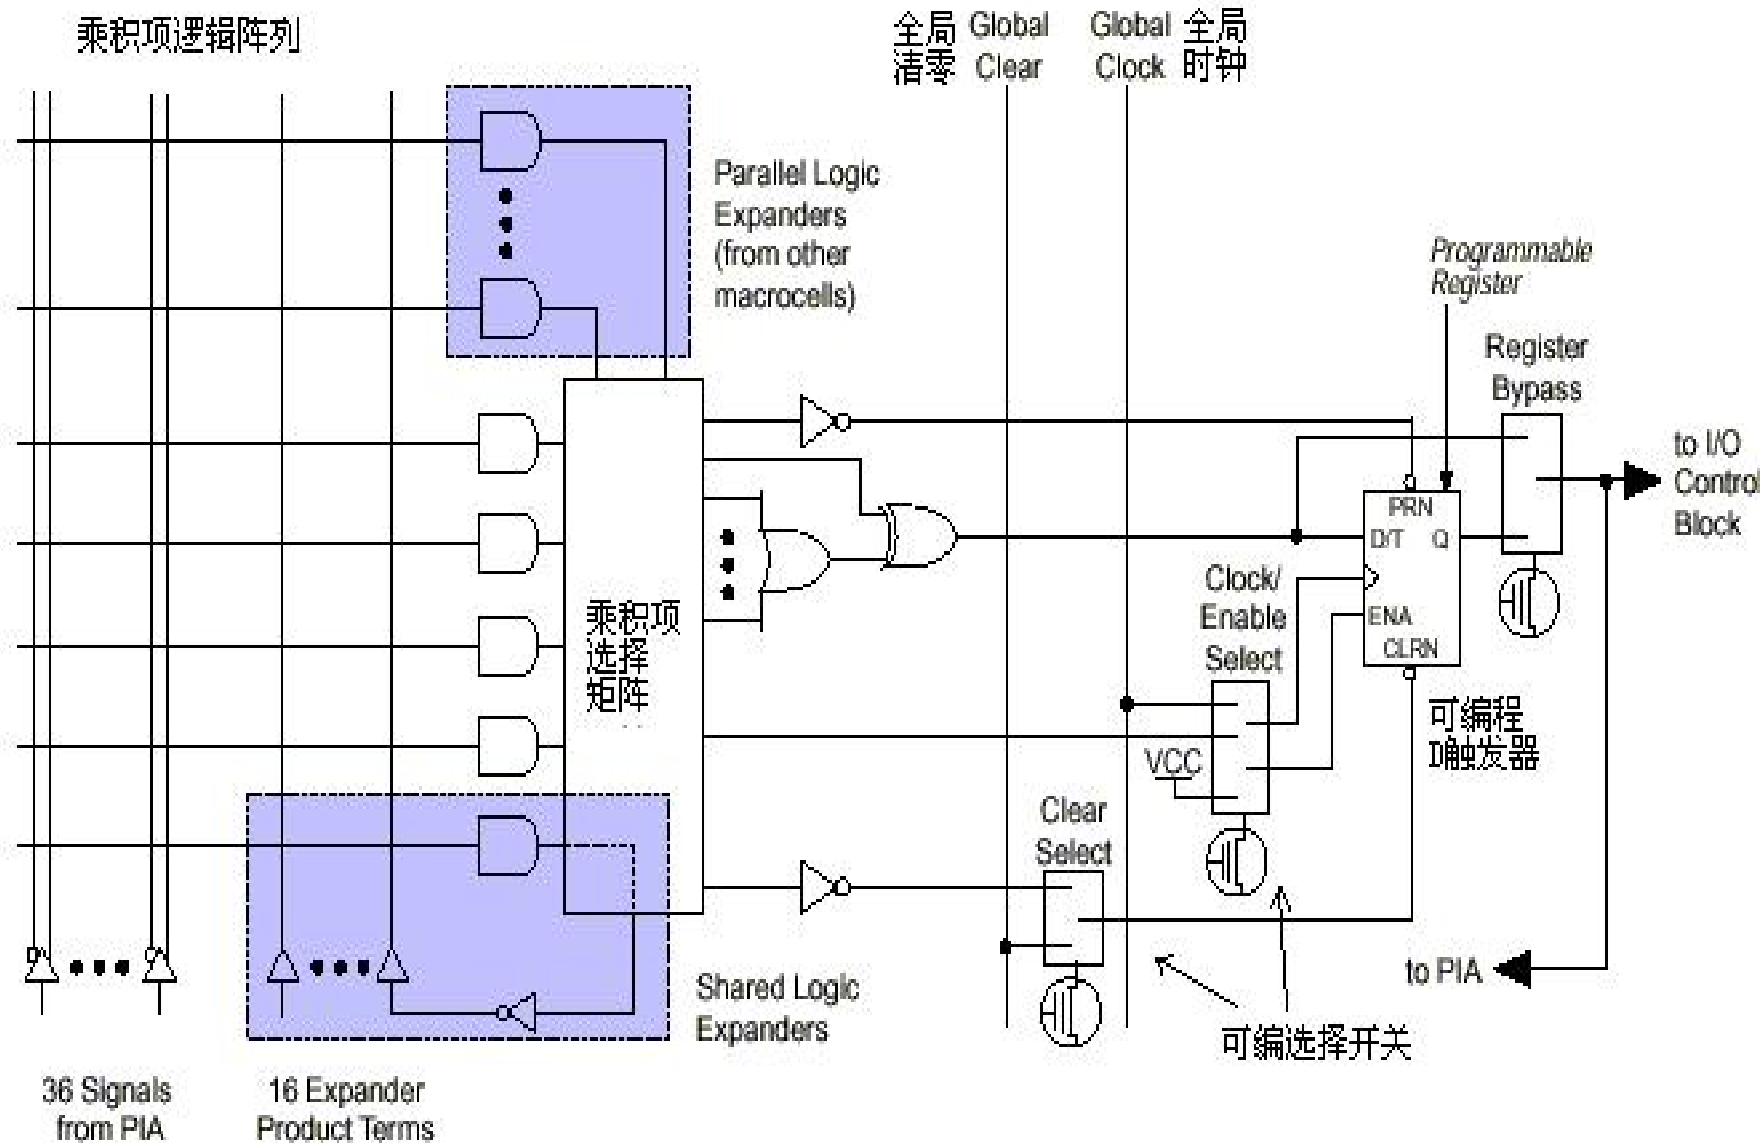 乘积项逻辑阵列
全局 Global
清零 Clear
Global 全局
Clock 时钟
Parallel Logic
Expanders
(from other
macrocells)
Programmable
Register
Register
Bypass
to I/O
Control
Block
PRN
D/T Q
ENA
CLRN
Clock/
Enable
Select
乘积项
选择
矩阵
可编程
D触发器
VCC
Clear
Select
to PIA
Shared Logic
Expanders
可编选择开关
36 Signals
from PIA
16 Expander
Product Terms